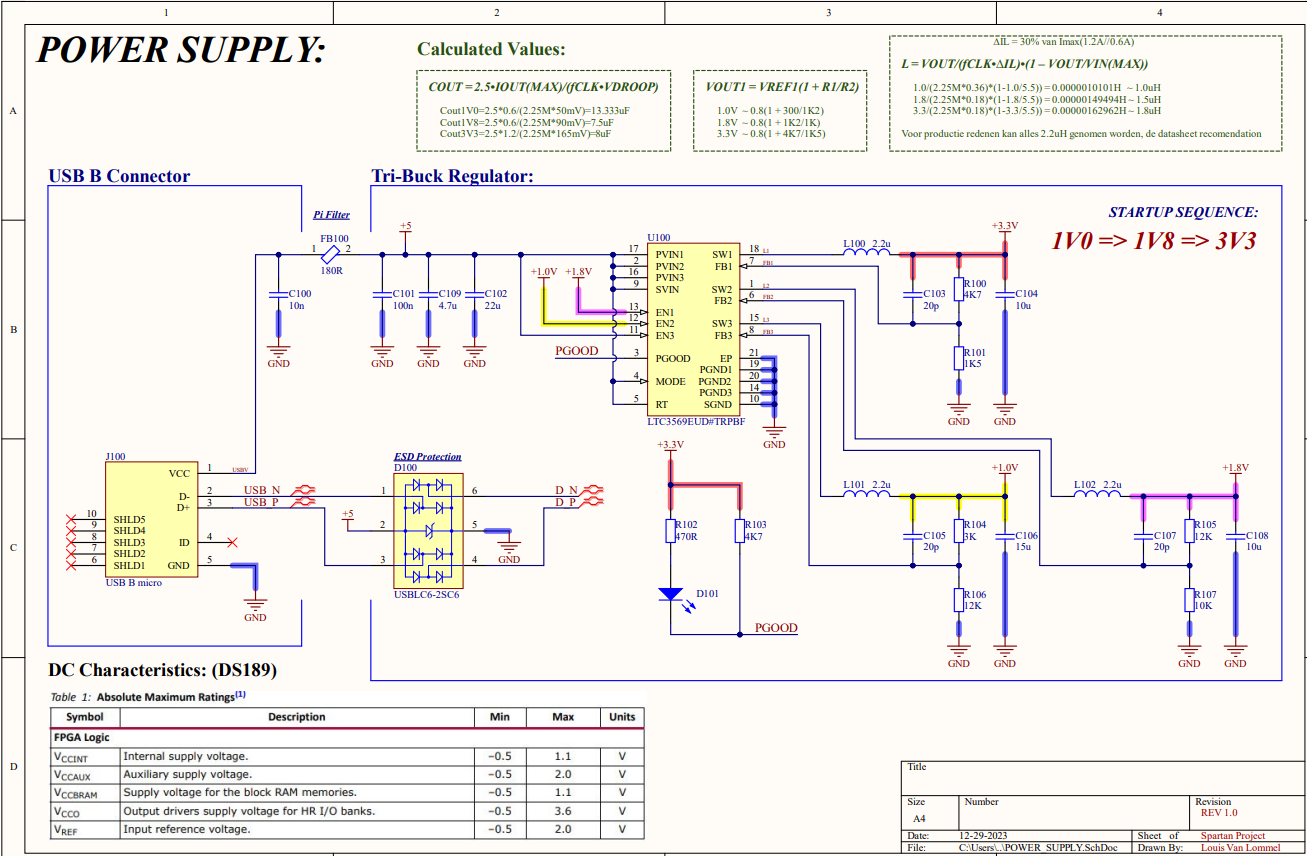 1 2 3 4
POWER SUPPLY:
Calculated Values:
COUT = 2.5•IOUT(MAX)/(fCLK•VDROOP)
Cout1V0=2.5*0.6/(2.25M*50mV)=13.333uF
Cout1V8=2.5*0.6/(2.25M*90mV)=7.5uF
Cout3V3=2.5*1.2/(2.25M*165mV)=8uF
VOUT1 = VREF1(1 + R1/R2)
1.0V ~ 0.8(1 + 300/1K2)
1.8V ~ 0.8(1 + 1K2/1K)
3.3V ~ 0.8(1 + 4K7/1K5)
ΔIL = 30% van Imax(1.2A//0.6A)
L = VOUT/(fCLK•ΔIL)•(1 – VOUT/VIN(MAX))
1.0/(2.25M*0.36)*(1-1.0/5.5)) = 0.0000010101H ~ 1.0uH
1.8/(2.25M*0.18)*(1-1.8/5.5)) = 0.00000149494H ~ 1.5uH
3.3/(2.25M*0.18)*(1-3.3/5.5)) = 0.00000162962H ~ 1.8uH
Voor productie redenen kan alles 2.2uH genomen worden, de datasheet recomendation
A
B
C
D
USB B Connector
Pi Filter
FB100
1 2
180R
C100
10n
GND
J100
VCC 1 USBV
D- 2 USB_N
D+ 3 USB_P
10 SHLD5
9 SHLD4
8 SHLD3 ID 4
7 SHLD2
6 SHLD1 GND 5
USB B micro
GND
Tri-Buck Regulator:
STARTUP SEQUENCE:
1V0 => 1V8 => 3V3
+5
C101
100n
GND
C109
4.7u
GND
C102
22u
GND
+1.0V +1.8V
PGOOD
U100
17 PVIN1 SW1 18 L1
2 PVIN2 FB1 7 FB1
16 PVIN3
9 SVIN SW2 1 L2
FB2 6 FB2
13 EN1
12 EN2 SW3 15 L3
11 EN3 FB3 8 FB3
3 PGOOD EP 21
PGND1 19
4 MODE PGND2 20
PGND3 14
5 RT SGND 10
LTC3569EUD#TRPBF
GND
L100 2.2u
+3.3V
C103
20p
R100
4K7
C104
10u
R101
1K5
GND GND
ESD Protection
D100
1 6
+5
2 5
3 4
USBLC6-2SC6
GND
D_N
D_P
+3.3V
R102
470R
R103
4K7
D101
PGOOD
L101 2.2u
+1.0V
C105
20p
R104
3K
C106
15u
R106
12K
GND GND
L102 2.2u
+1.8V
C107
20p
R105
12K
C108
10u
R107
10K
GND GND
DC Characteristics: (DS189)
Table 1: Absolute Maximum Ratings(1)
Symbol Description Min Max Units
FPGA Logic
VCCINT Internal supply voltage. –0.5 1.1 V
VCCAUX Auxiliary supply voltage. –0.5 2.0 V
VCCBRAM Supply voltage for the block RAM memories. –0.5 1.1 V
VCCO Output drivers supply voltage for HR I/O banks. –0.5 3.6 V
VREF Input reference voltage. –0.5 2.0 V
Title
Size Number Revision
A4 REV 1.0
Date: 12-29-2023 Sheet of Spartan Project
File: C:\Users\..\POWER_SUPPLY.SchDoc Drawn By: Louis Van Lommel